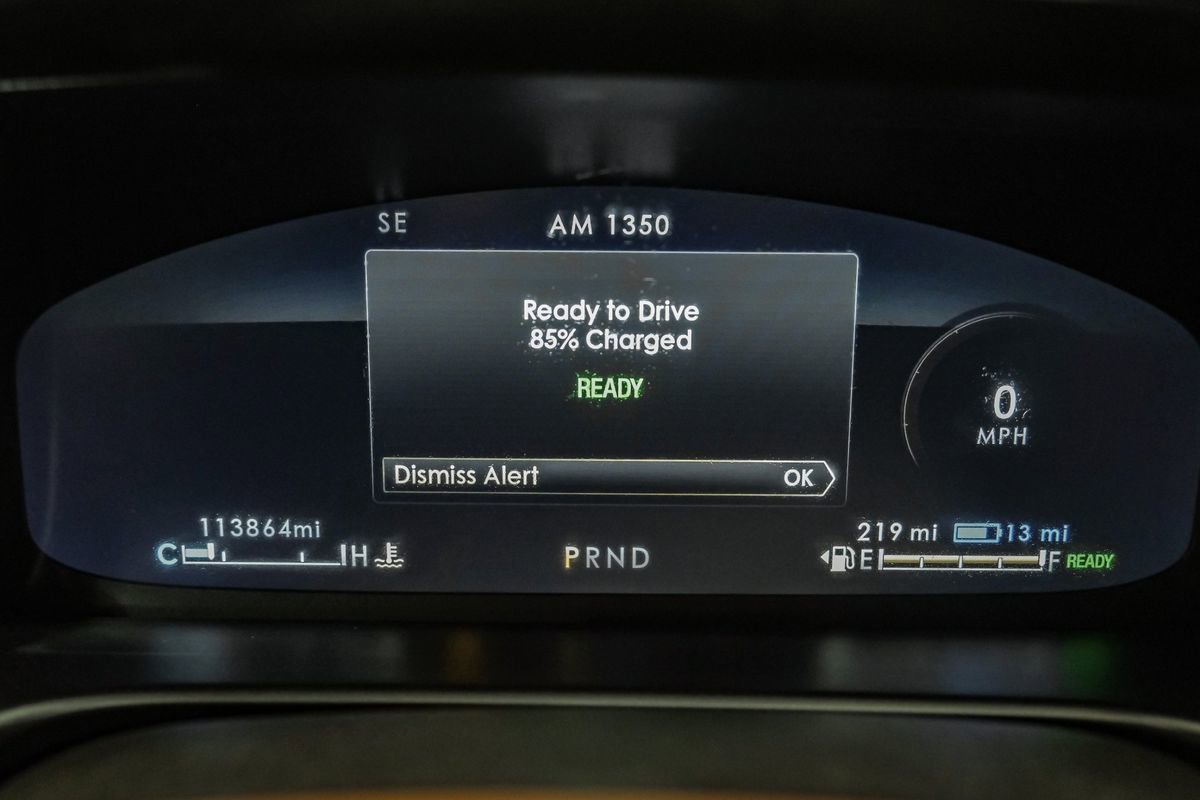 SE AM 1350
Ready to Drive
85% Charged
READY
Dismiss Alert OK
0
MPH
113864mi
C H
PRND
219 mi 13 mi
E F READY